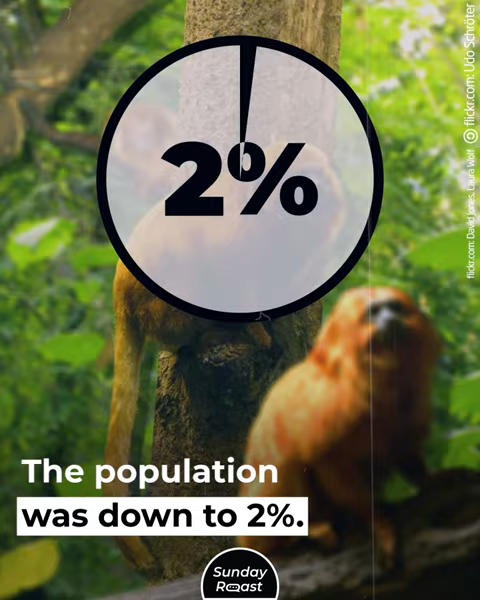 2%
The population
was down to 2%.
Sunday
Roast
flickr.com: David Jones, Laura Wolf
flickr.com: Udo Schröter